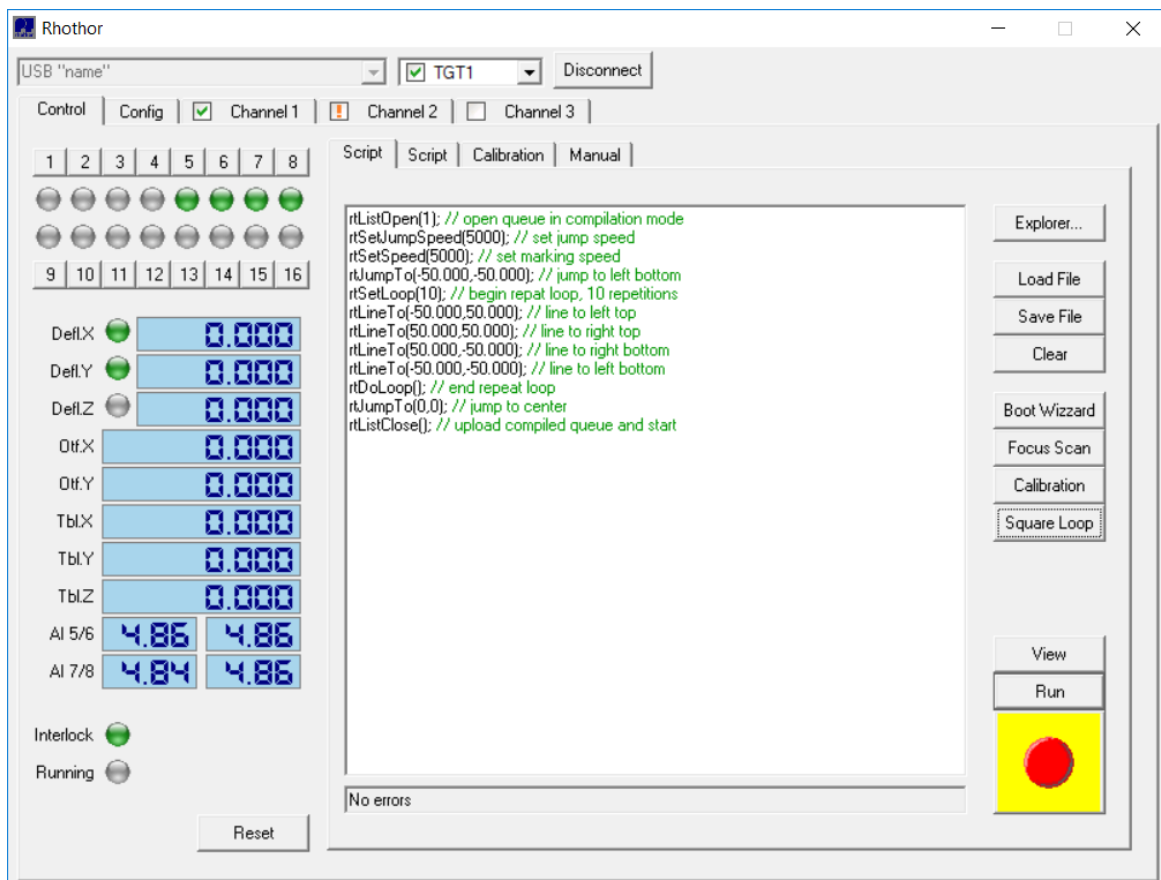 Rhothor
USB "name" TGT1 Disconnect
Control Config Channel 1 Channel 2 Channel 3
1 2 3 4 5 6 7 8
9 10 11 12 13 14 15 16
Defl.X 0.000
Defl.Y 0.000
Defl.Z 0.000
Otf.X 0.000
Otf.Y 0.000
Tbl.X 0.000
Tbl.Y 0.000
Tbl.Z 0.000
AI 5/6 4.86 4.86
AI 7/8 4.84 4.86
Interlock
Running
Reset
Script Script Calibration Manual
rtListOpen(1); // open queue in compilation mode
rtSetJumpSpeed(5000); // set jump speed
rtSetSpeed(5000); // set marking speed
rtJumpTo(-50.000,-50.000); // jump to left bottom
rtSetLoop(10); // begin repat loop, 10 repetitions
rtLineTo(-50.000,50.000); // line to left top
rtLineTo(50.000,50.000); // line to right top
rtLineTo(50.000,-50.000); // line to right bottom
rtLineTo(-50.000,-50.000); // line to left bottom
rtDoLoop(); // end repeat loop
rtJumpTo(0,0); // jump to center
rtListClose(); // upload compiled queue and start
No errors
Explorer...
Load File
Save File
Clear
Boot Wizzard
Focus Scan
Calibration
Square Loop
View
Run